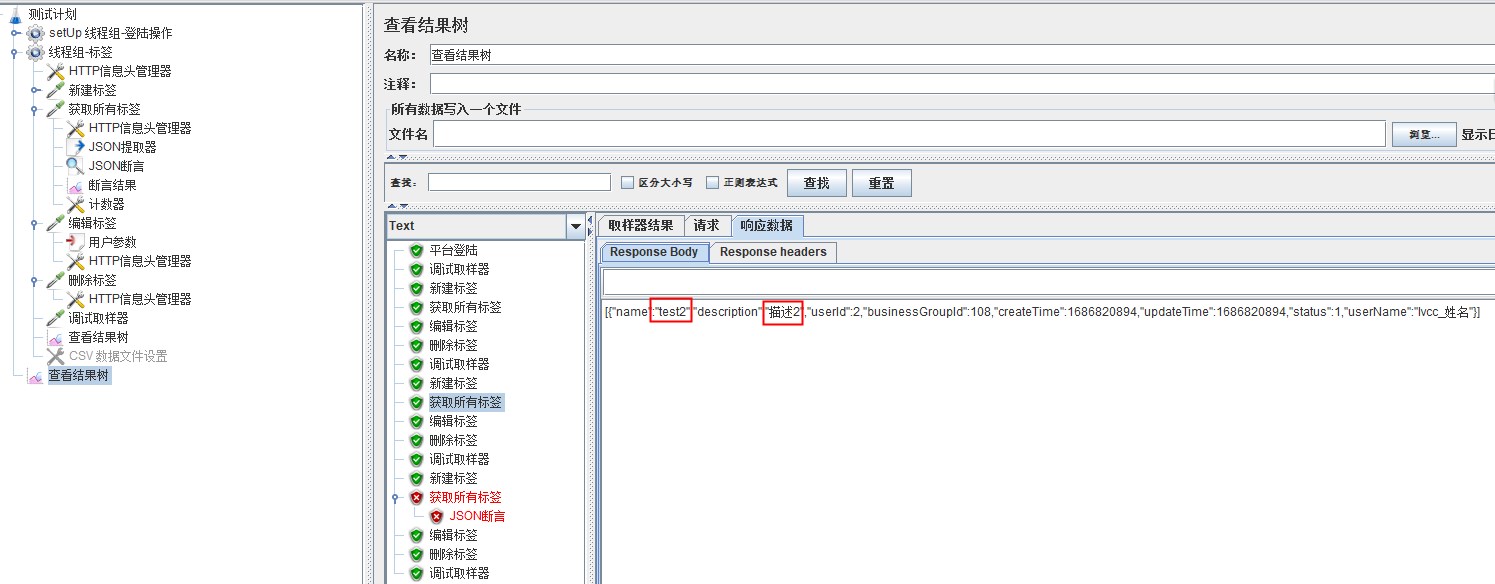 测试计划
setUp 线程组-登陆操作
线程组-标签
HTTP信息头管理器
新建标签
获取所有标签
HTTP信息头管理器
JSON提取器
JSON断言
断言结果
计数器
编辑标签
用户参数
HTTP信息头管理器
删除标签
HTTP信息头管理器
调试取样器
查看结果树
CSV 数据文件设置
查看结果树
查看结果树
名称： 查看结果树
注释：
所有数据写入一个文件
文件名 浏览... 显示日
查找： 区分大小写 正则表达式 查找 重置
Text
平台登陆
调试取样器
新建标签
获取所有标签
编辑标签
删除标签
调试取样器
新建标签
获取所有标签
编辑标签
删除标签
调试取样器
新建标签
获取所有标签
JSON断言
编辑标签
删除标签
调试取样器
取样器结果 请求 响应数据
Response Body Response headers
[{"name":"test2","description":"描述2","userId":2,"businessGroupId":108,"createTime":1686820894,"updateTime":1686820894,"status":1,"userName":"lvcc_姓名"}]